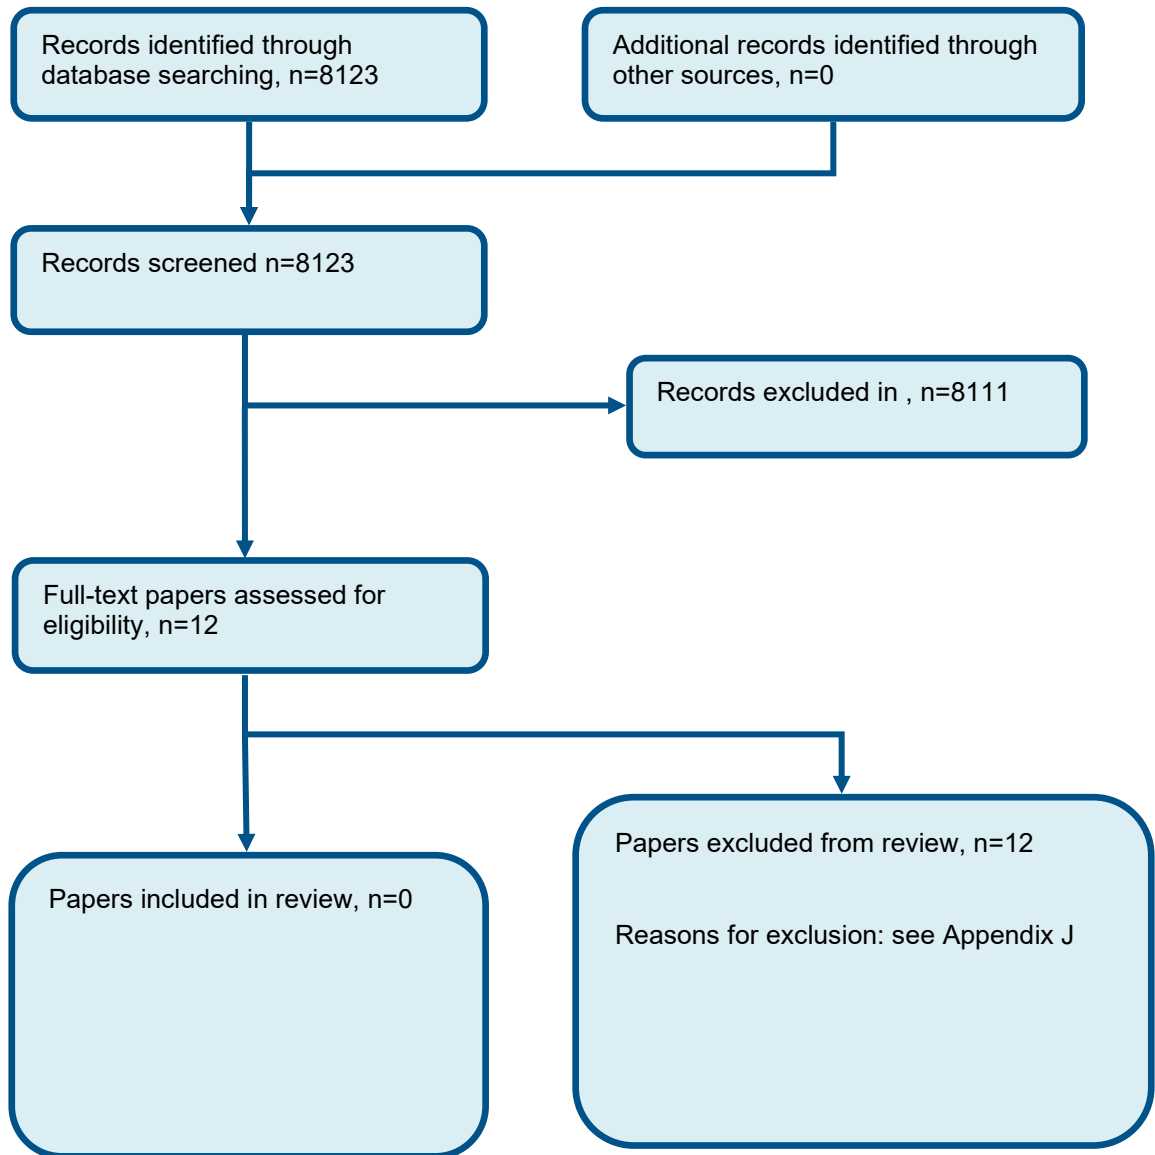 Records identified through
database searching, n=8123
Additional records identified through
other sources, n=0
Records screened n=8123
Records excluded in , n=8111
Full-text papers assessed for
eligibility, n=12
Papers included in review, n=0
Papers excluded from review, n=12
Reasons for exclusion: see Appendix J